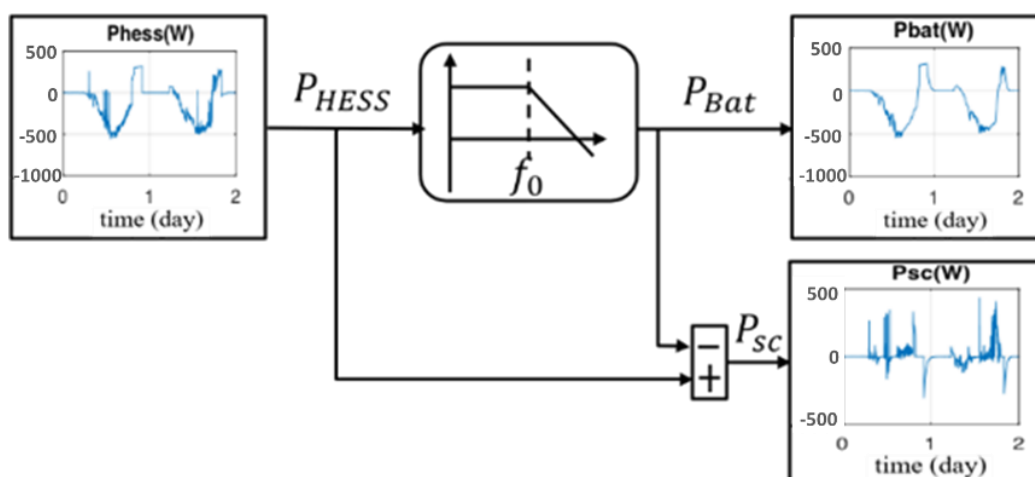 Phess(W)
500
0
-500
-1000
0
1
2
time (day)
P_HESS
f_0
P_Bat
Pbat(W)
500
0
-500
-1000
0
1
2
time (day)
−
+
P_sc
Psc(W)
500
0
-500
0
1
2
time (day)